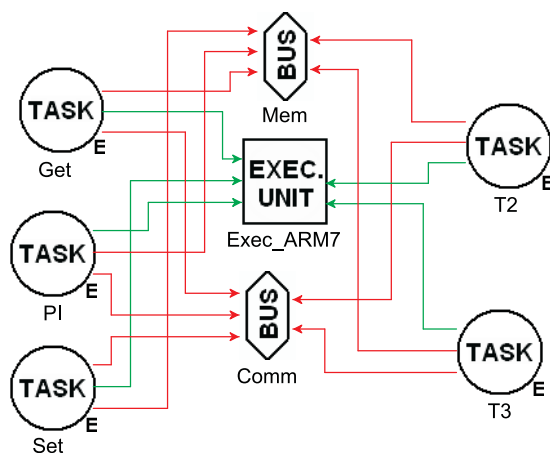 BUS
Mem
TASK
E
Get
EXEC.
UNIT
Exec_ARM7
TASK
E
T2
TASK
E
PI
BUS
Comm
TASK
E
T3
TASK
E
Set